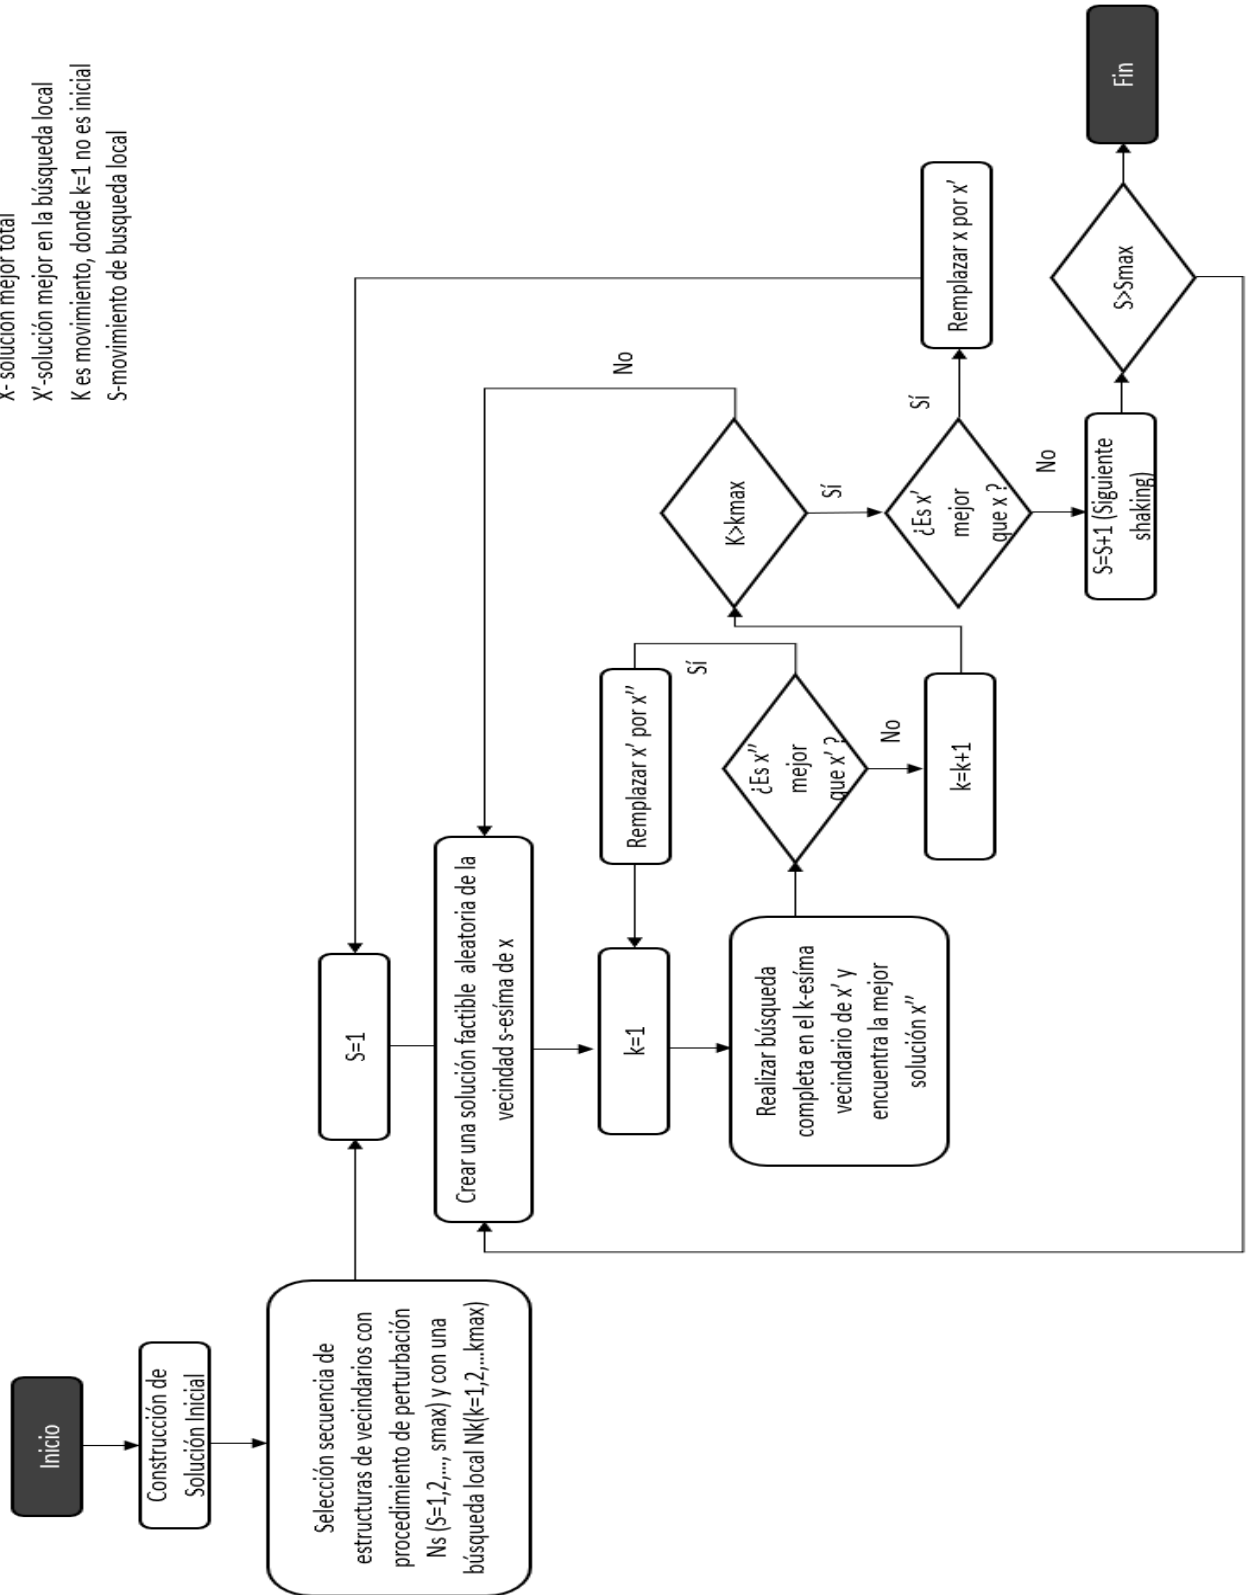 X- solución mejor total
X′-solución mejor en la búsqueda local
K es movimiento, donde k=1 no es inicial
S-movimiento de busqueda local
Inicio
Construcción de
Solución Inicial
Selección secuencia de
estructuras de vecindarios con
procedimiento de perturbación
Ns (S=1,2,..., smax) y con una
búsqueda local Nk(k=1,2,...kmax)
S=1
Crear una solución factible aleatoria de la
vecindad s-esíma de x
k=1
Realizar búsqueda
completa en el k-esíma
vecindario de x′ y
encuentra la mejor
solución x′′
¿Es x′′
mejor
que x′ ?
Sí
Remplazar x′ por x′′
No
k=k+1
K>kmax
No
Sí
¿Es x′
mejor
que x ?
Sí
Remplazar x por x′
No
S=S+1 (Siguiente
shaking)
S>Smax
Fin